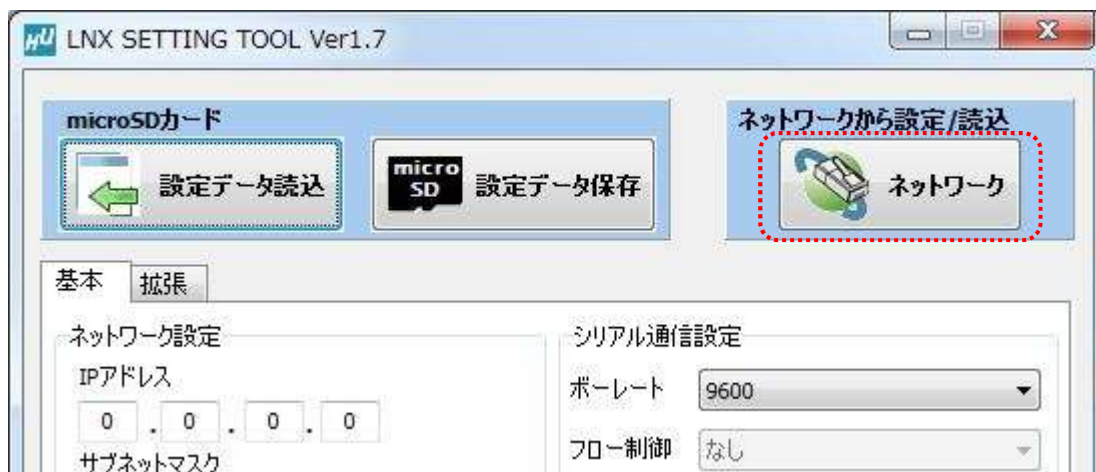 LNX SETTING TOOL Ver1.7
microSDカード
設定データ読込
micro
SD
設定データ保存
ネットワークから設定/読込
ネットワーク
基本
拡張
ネットワーク設定
IPアドレス
0 . 0 . 0 . 0
サブネットマスク
シリアル通信設定
ボーレート
9600
フロー制御
なし